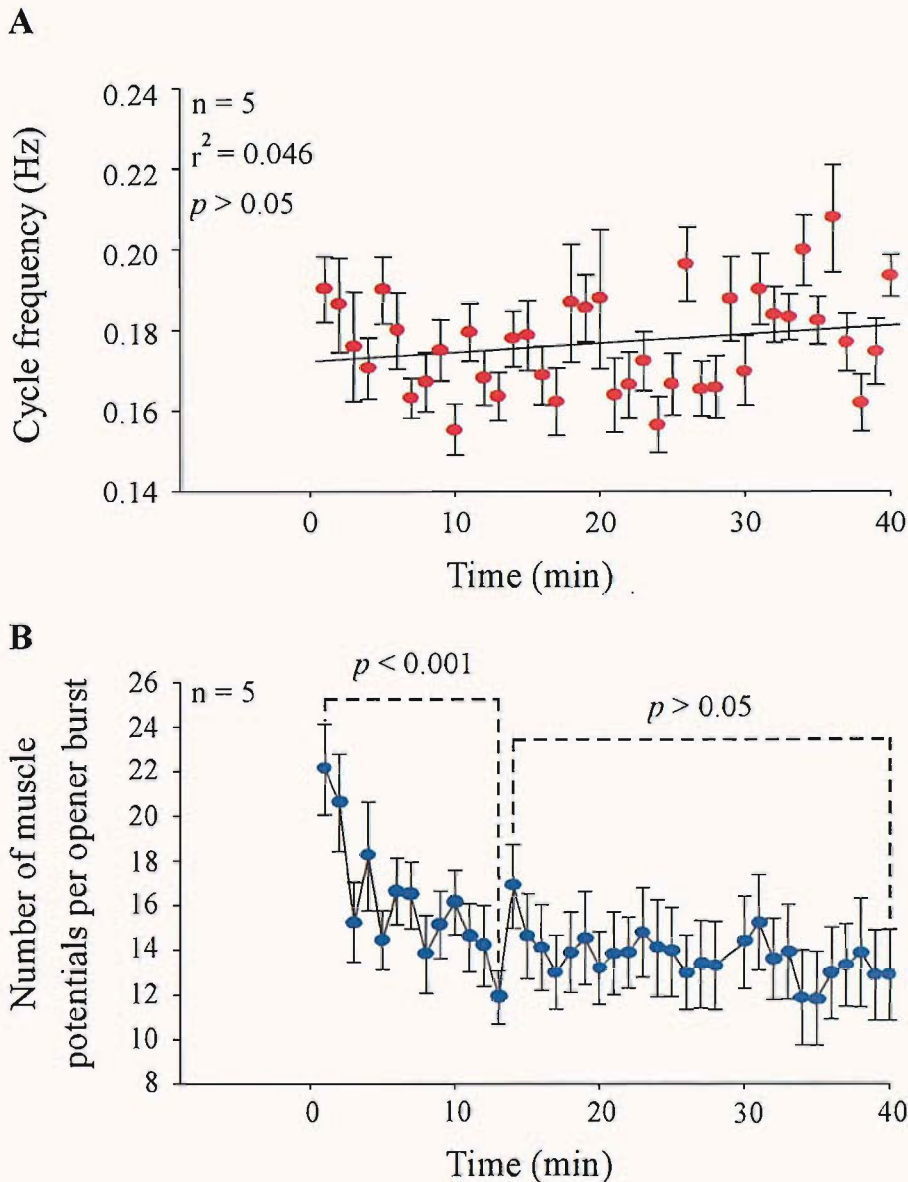 A
Cycle frequency (Hz)
0.24
0.22
0.20
0.18
0.16
0.14
n = 5
r² = 0.046
p > 0.05
0 10 20 30 40
Time (min)
B
Number of muscle
potentials per opener burst
26
24
22
20
18
16
14
12
10
8
n = 5
p < 0.001
p > 0.05
0 10 20 30 40
Time (min)